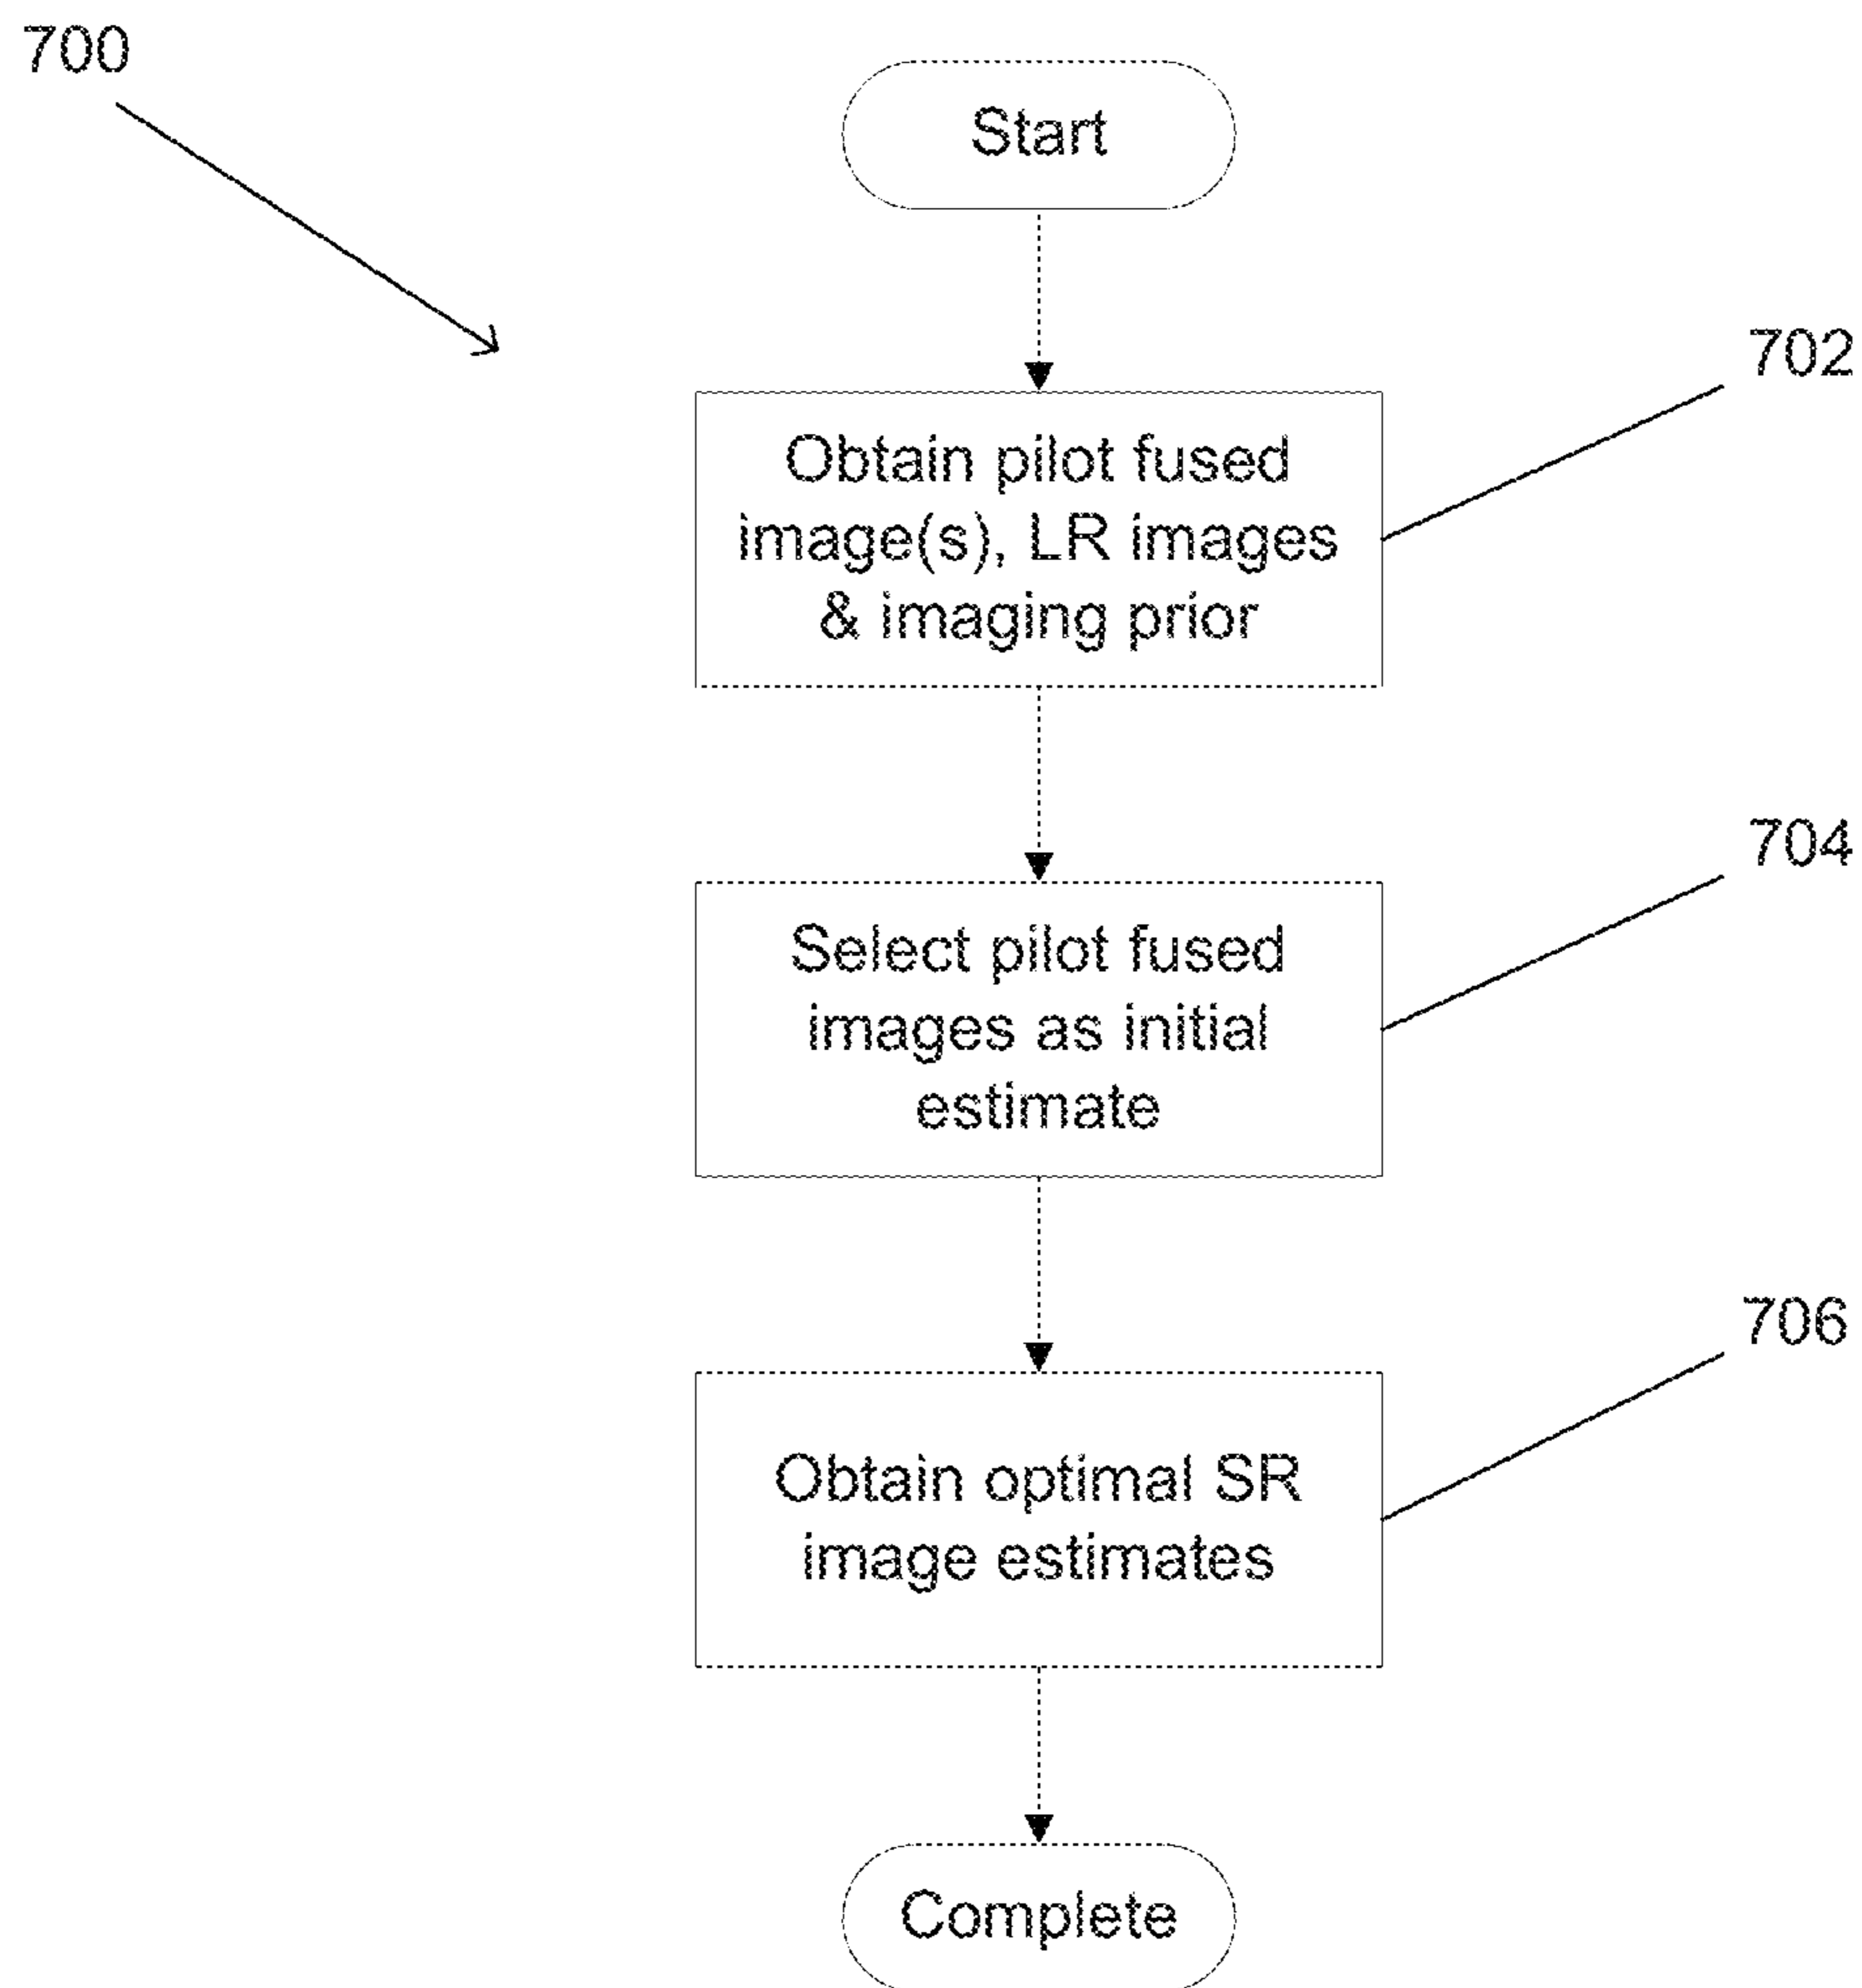 700
Start
702
Obtain pilot fused
image(s), LR images
& imaging prior
704
Select pilot fused
images as initial
estimate
706
Obtain optimal SR
image estimates
Complete